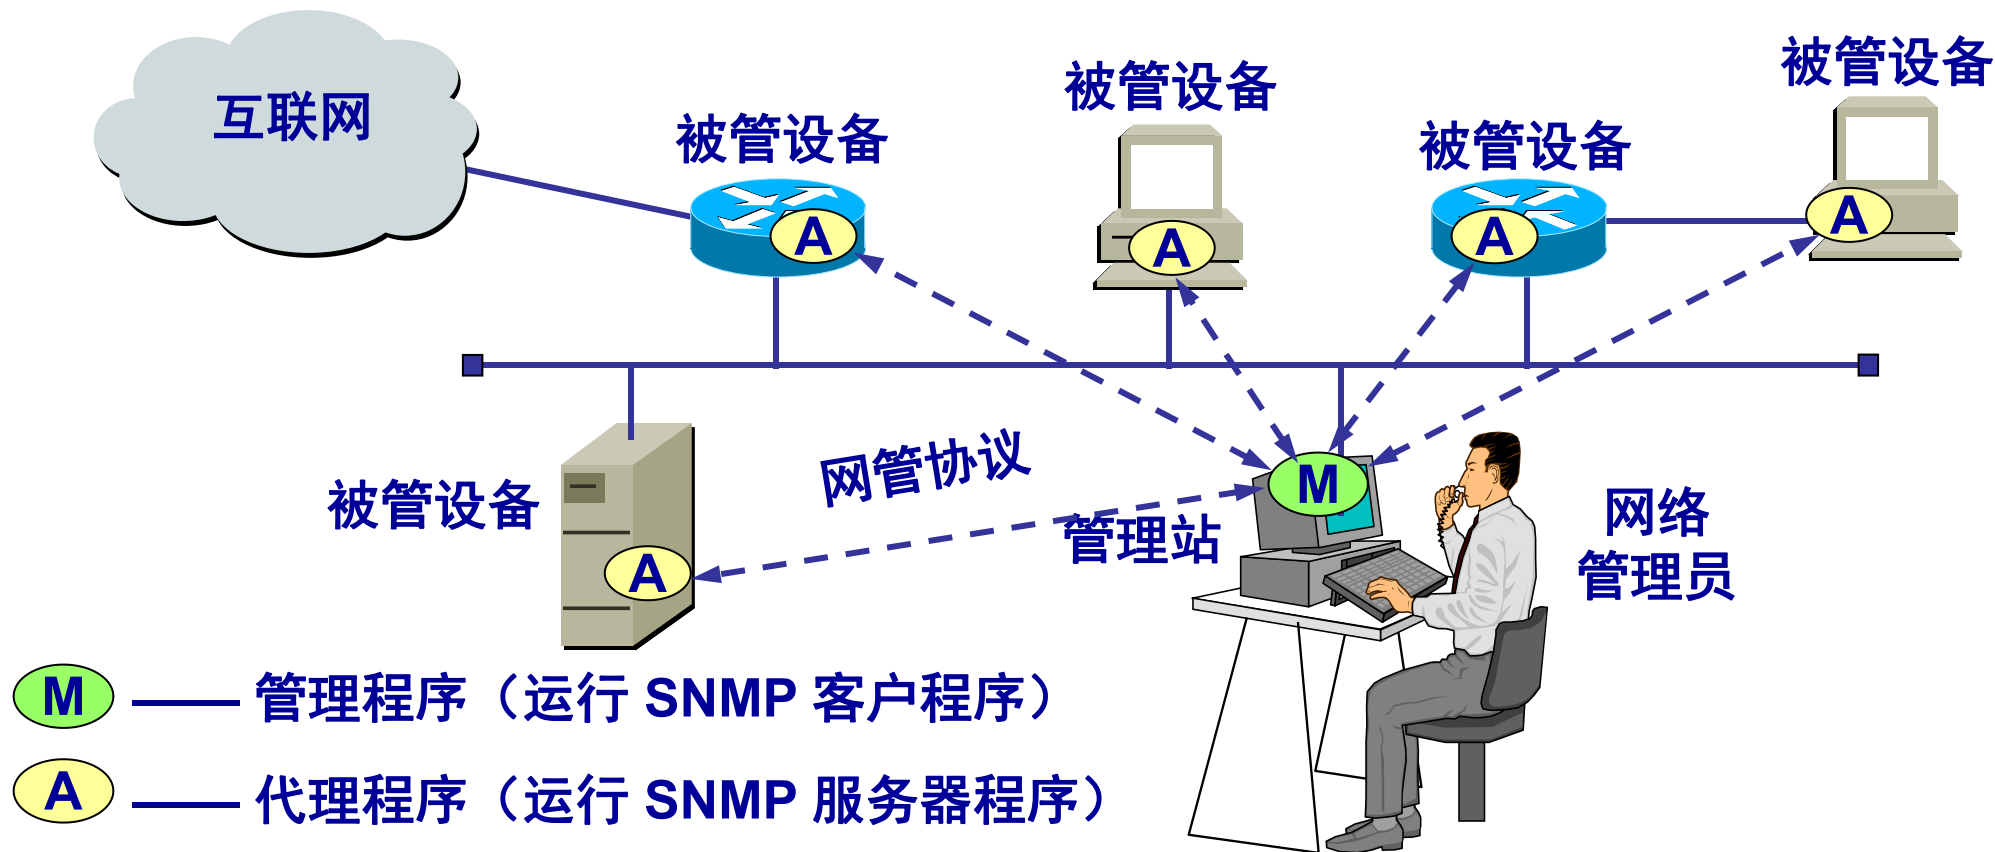 互联网
被管设备
被管设备
被管设备
被管设备
A
A
A
A
网管协议
被管设备
A
M
管理站
网络
管理员
M 管理程序（运行 SNMP 客户程序）
A 代理程序（运行 SNMP 服务器程序）